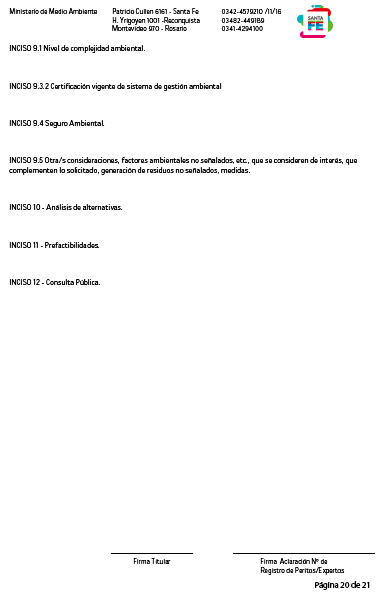 Ministerio de Medio Ambiente
Patricio Cullen 6161 - Santa Fe
H. Yrigoyen 1001 -Reconquista
Montevideo 970 - Rosario
0342-4579210 /11/16
03482-449189
0341-4294100
SANTA
FE
INCISO 9.1 Nivel de complejidad ambiental.
INCISO 9.3.2 Certificación vigente de sistema de gestión ambiental
INCISO 9.4 Seguro Ambiental.
INCISO 9.5 Otra/s consideraciones, factores ambientales no señalados, etc., que se consideren de interés, que
complementen lo solicitado, generación de residuos no señalados, medidas.
INCISO 10 - Análisis de alternativas.
INCISO 11 - Prefactibilidades.
INCISO 12 - Consulta Pública.
Firma Titular
Firma Aclaración Nº de
Registro de Peritos/Expertos
Página 20 de 21